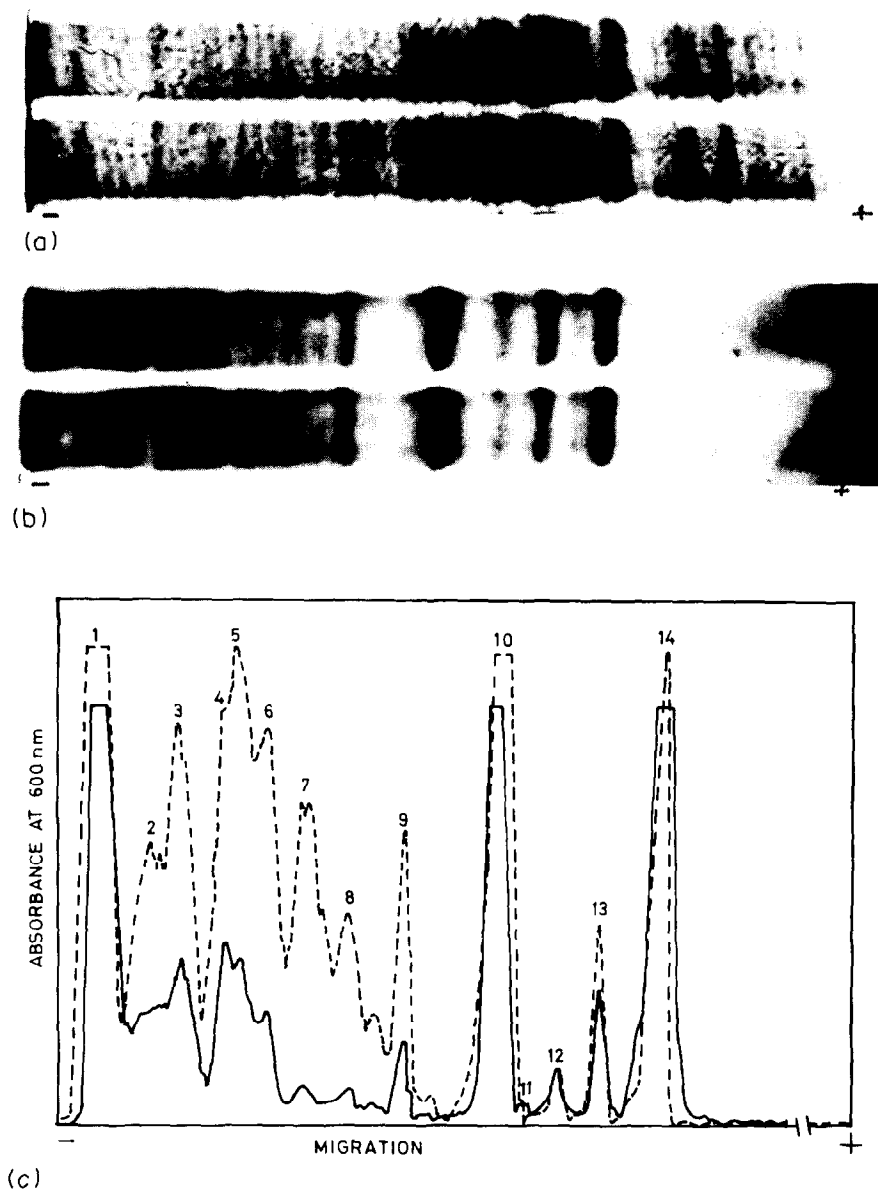 − +
(a)
− +
(b)
1 2 3 4 5 6 7 8 9 10 11 12 13 14
ABSORBANCE AT 600 nm
− MIGRATION +
(c)